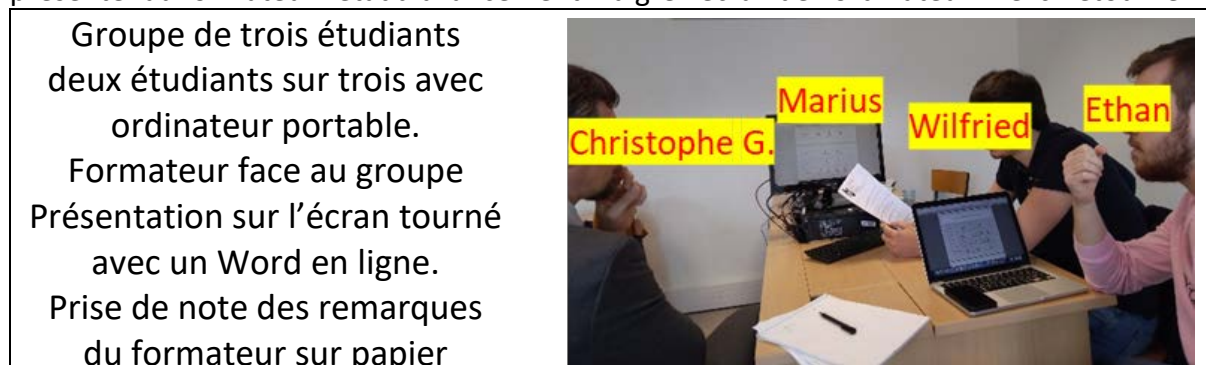 Groupe de trois étudiants
deux étudiants sur trois avec
ordinateur portable.
Formateur face au groupe
Présentation sur l’écran tourné
avec un Word en ligne.
Prise de note des remarques
du formateur sur papier
Christophe G.
Marius
Wilfried
Ethan